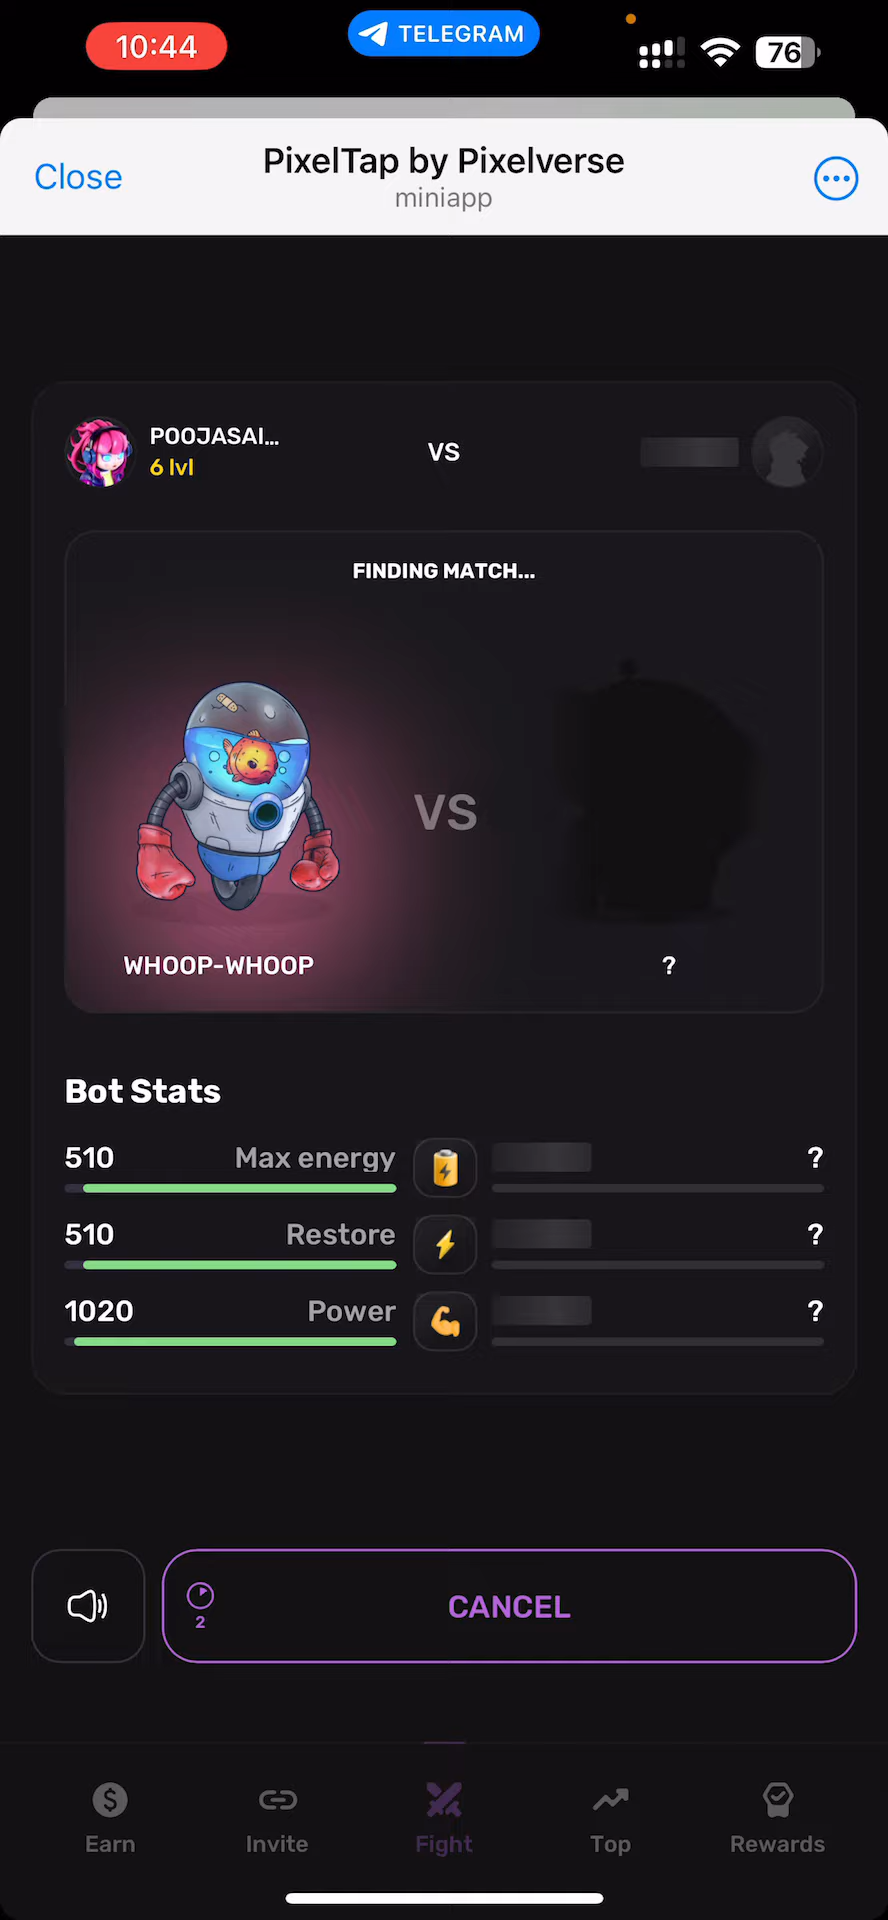 10:44
TELEGRAM
76
Close
PixelTap by Pixelverse
miniapp
POOJASAI...
6 lvl
VS
FINDING MATCH...
VS
WHOOP-WHOOP
?
Bot Stats
510 Max energy ?
510 Restore ?
1020 Power ?
2
CANCEL
Earn
Invite
Fight
Top
Rewards